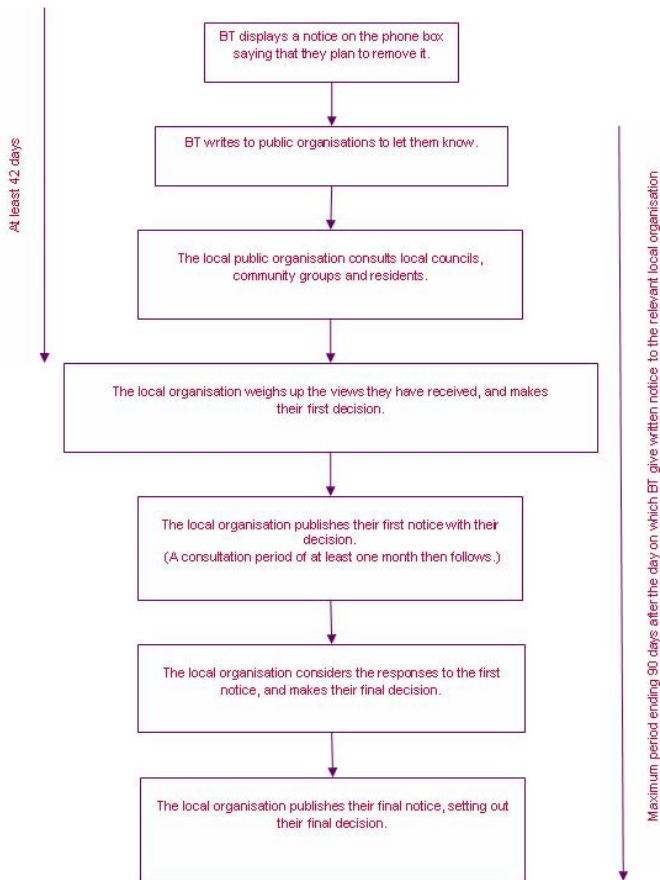 BT displays a notice on the phone box
saying that they plan to remove it.
At least 42 days
BT writes to public organisations to let them know.
The local public organisation consults local councils,
community groups and residents.
The local organisation weighs up the views they have received, and makes
their first decision.
The local organisation publishes their first notice with their
decision.
(A consultation period of at least one month then follows.)
The local organisation considers the responses to the first
notice, and makes their final decision.
The local organisation publishes their final notice, setting out
their final decision.
Maximum period ending 90 days after the day on which BT give written notice to the relevant local organisation